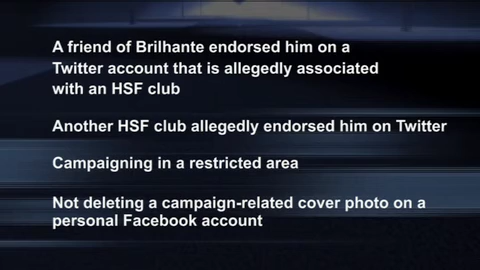 A friend of Brilhante endorsed him on a
Twitter account that is allegedly associated
with an HSF club
Another HSF club allegedly endorsed him on Twitter
Campaigning in a restricted area
Not deleting a campaign-related cover photo on a
personal Facebook account